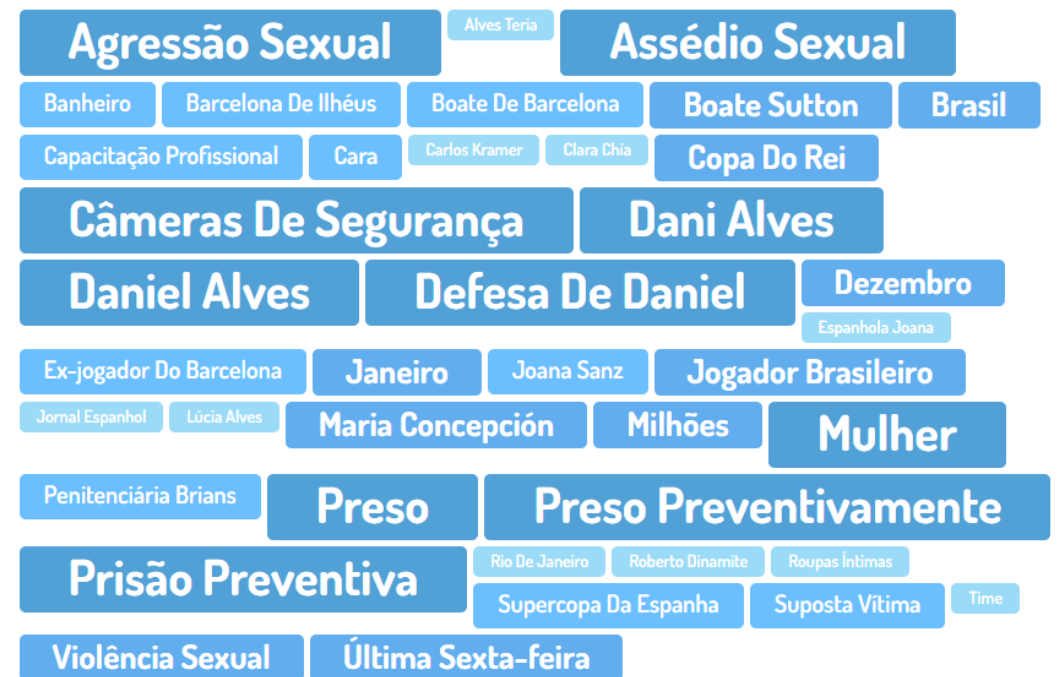 Agressão Sexual Alves Teria Assédio Sexual
Banheiro Barcelona De Ilhéus Boate De Barcelona Boate Sutton Brasil
Capacitação Profissional Cara Carlos Kramer Clara Chía Copa Do Rei
Câmeras De Segurança Dani Alves
Daniel Alves Defesa De Daniel Dezembro
Espanhola Joana
Ex-jogador Do Barcelona Janeiro Joana Sanz Jogador Brasileiro
Jornal Espanhol Lúcia Alves Maria Concepción Milhões Mulher
Penitenciária Brians Preso Preso Preventivamente
Prisão Preventiva Rio De Janeiro Roberto Dinamite Roupas Íntimas
Supercopa Da Espanha Suposta Vítima Time
Violência Sexual Última Sexta-feira